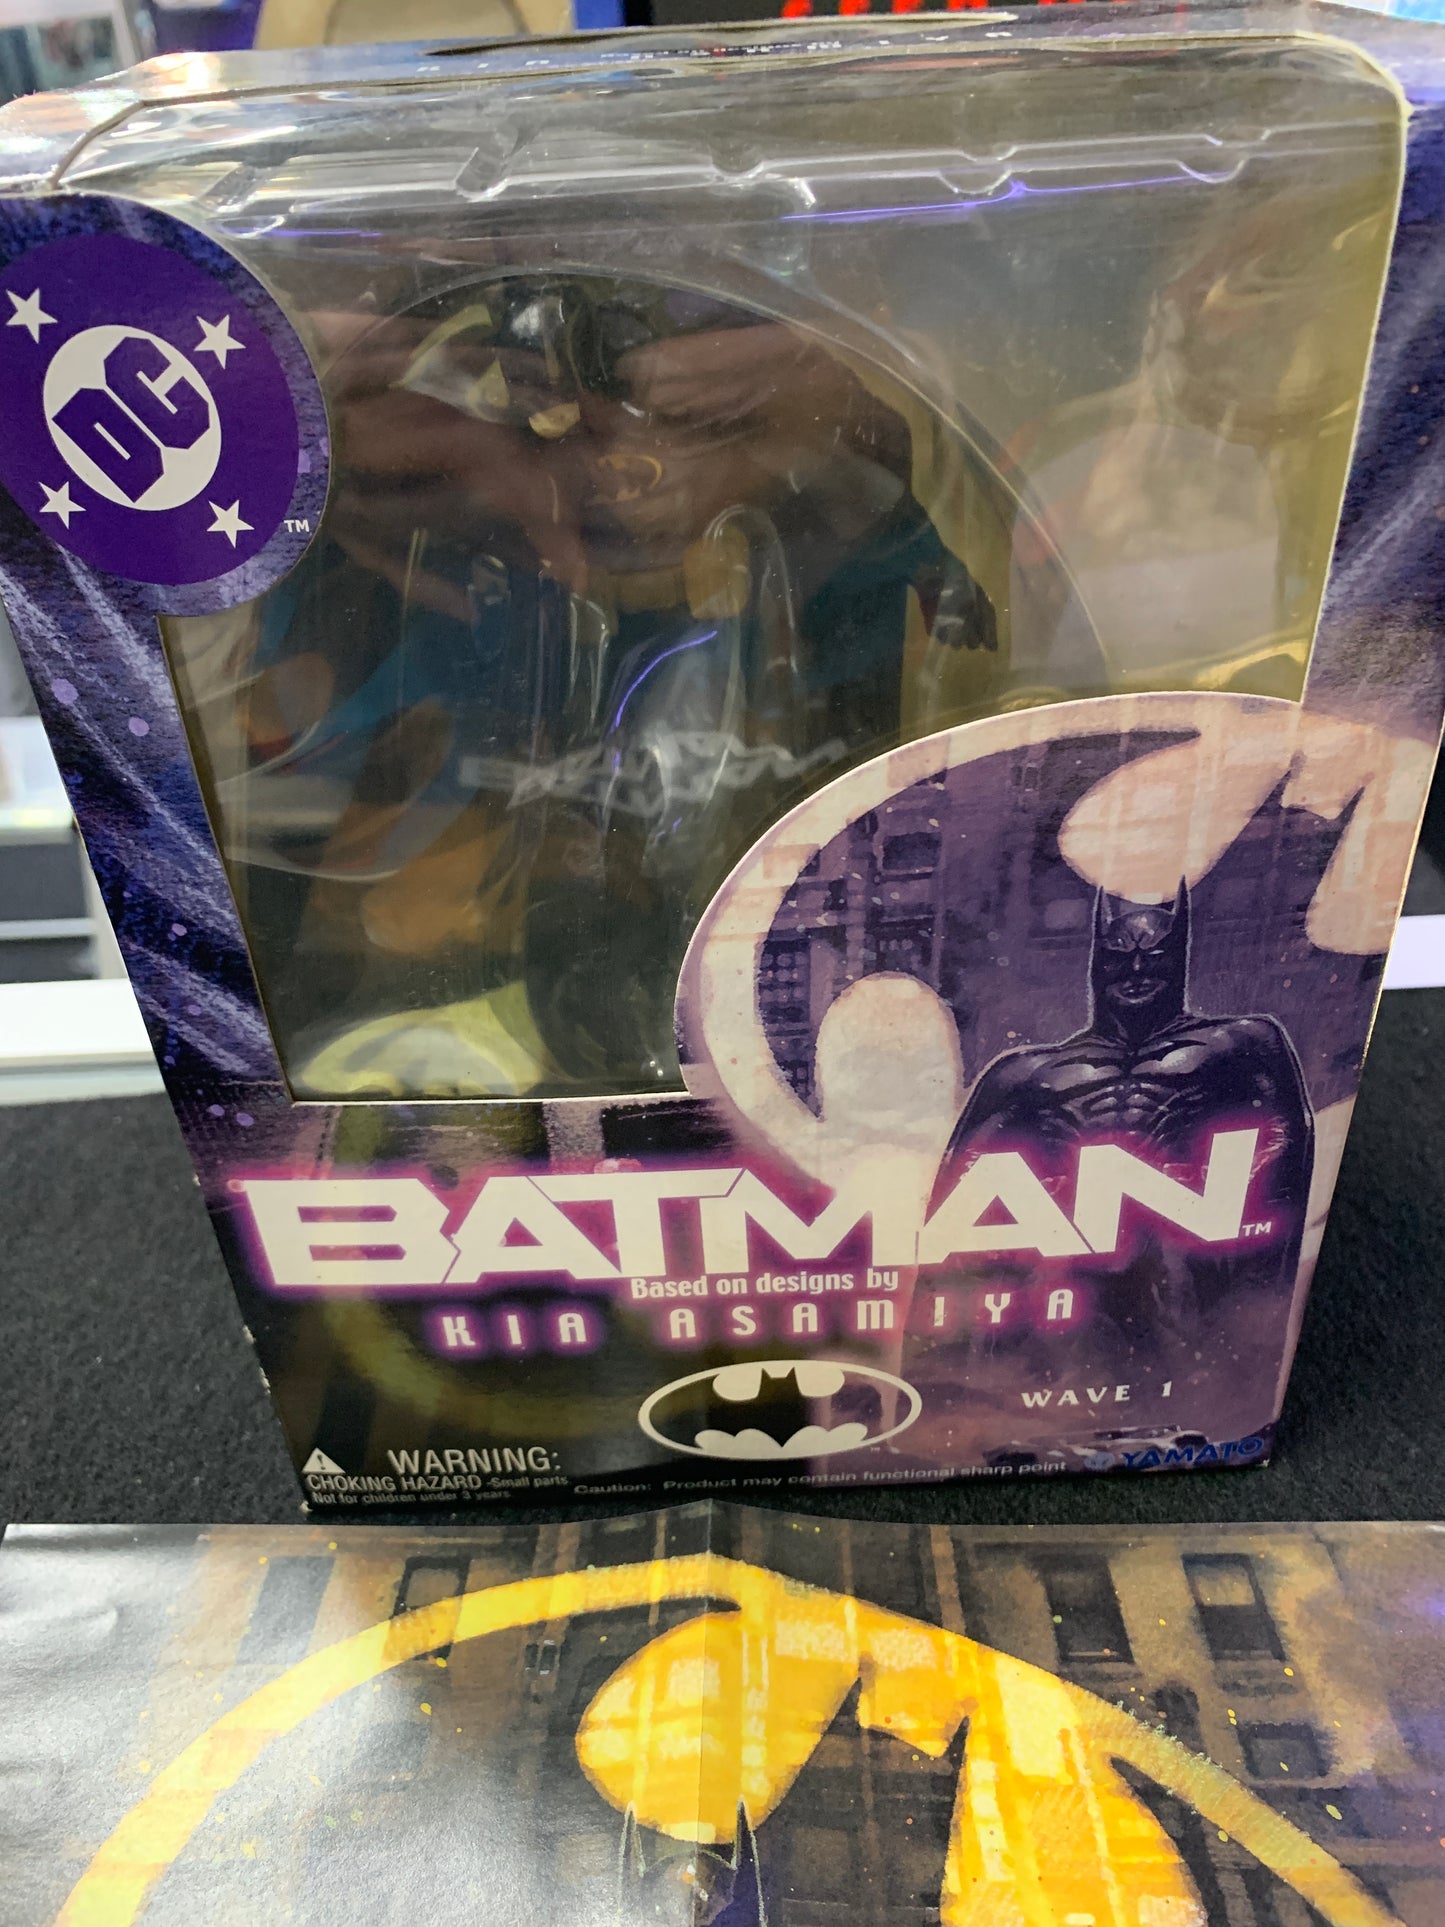 DC
TM
BATMAN
BATMAN™
Based on designs by
KIA ASAMIYA
WAVE 1
WARNING:
CHOKING HAZARD -Small parts
Not for children under 3 years.
Caution: Product may contain functional sharp point
YAMATO